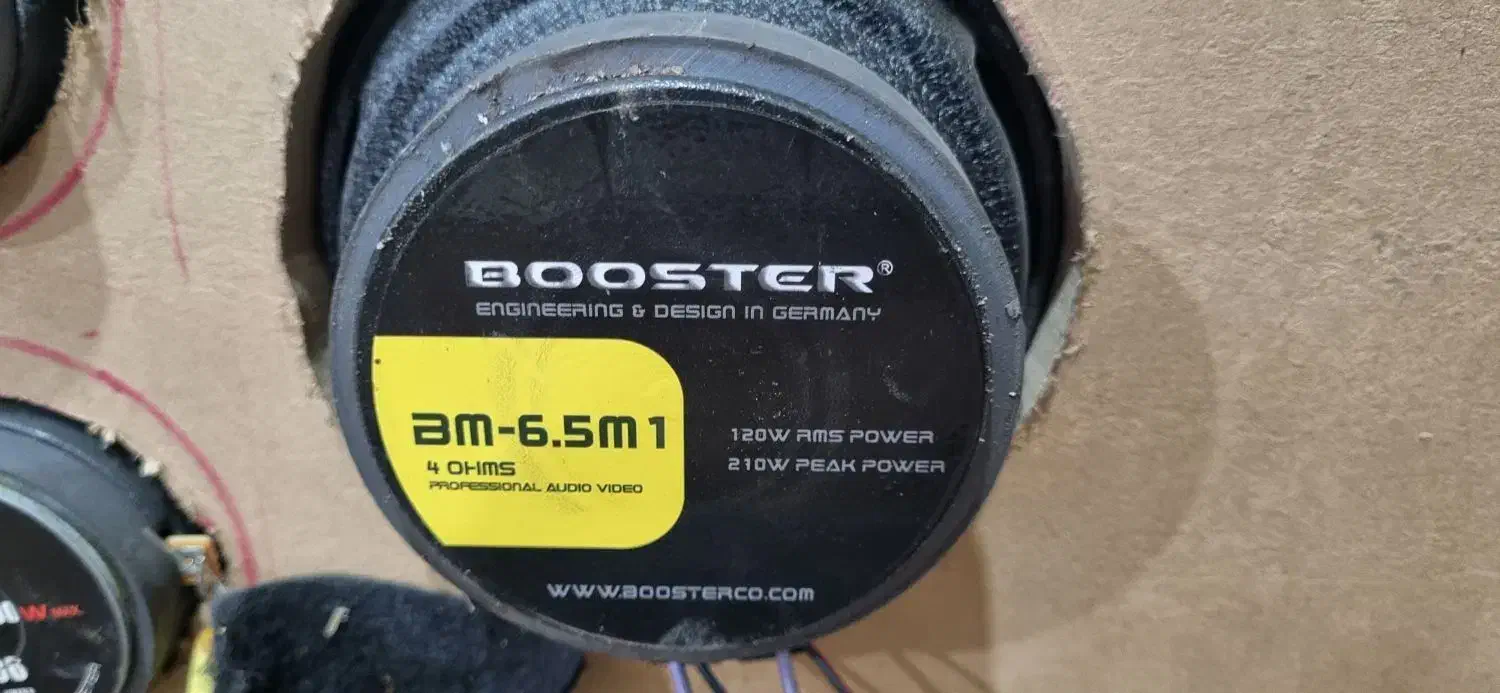 BOOSTER®
ENGINEERING & DESIGN IN GERMANY
BM-6.5M1
4 OHMS
PROFESSIONAL AUDIO VIDEO
120W RMS POWER
210W PEAK POWER
WWW.BOOSTERCO.COM
W MAX